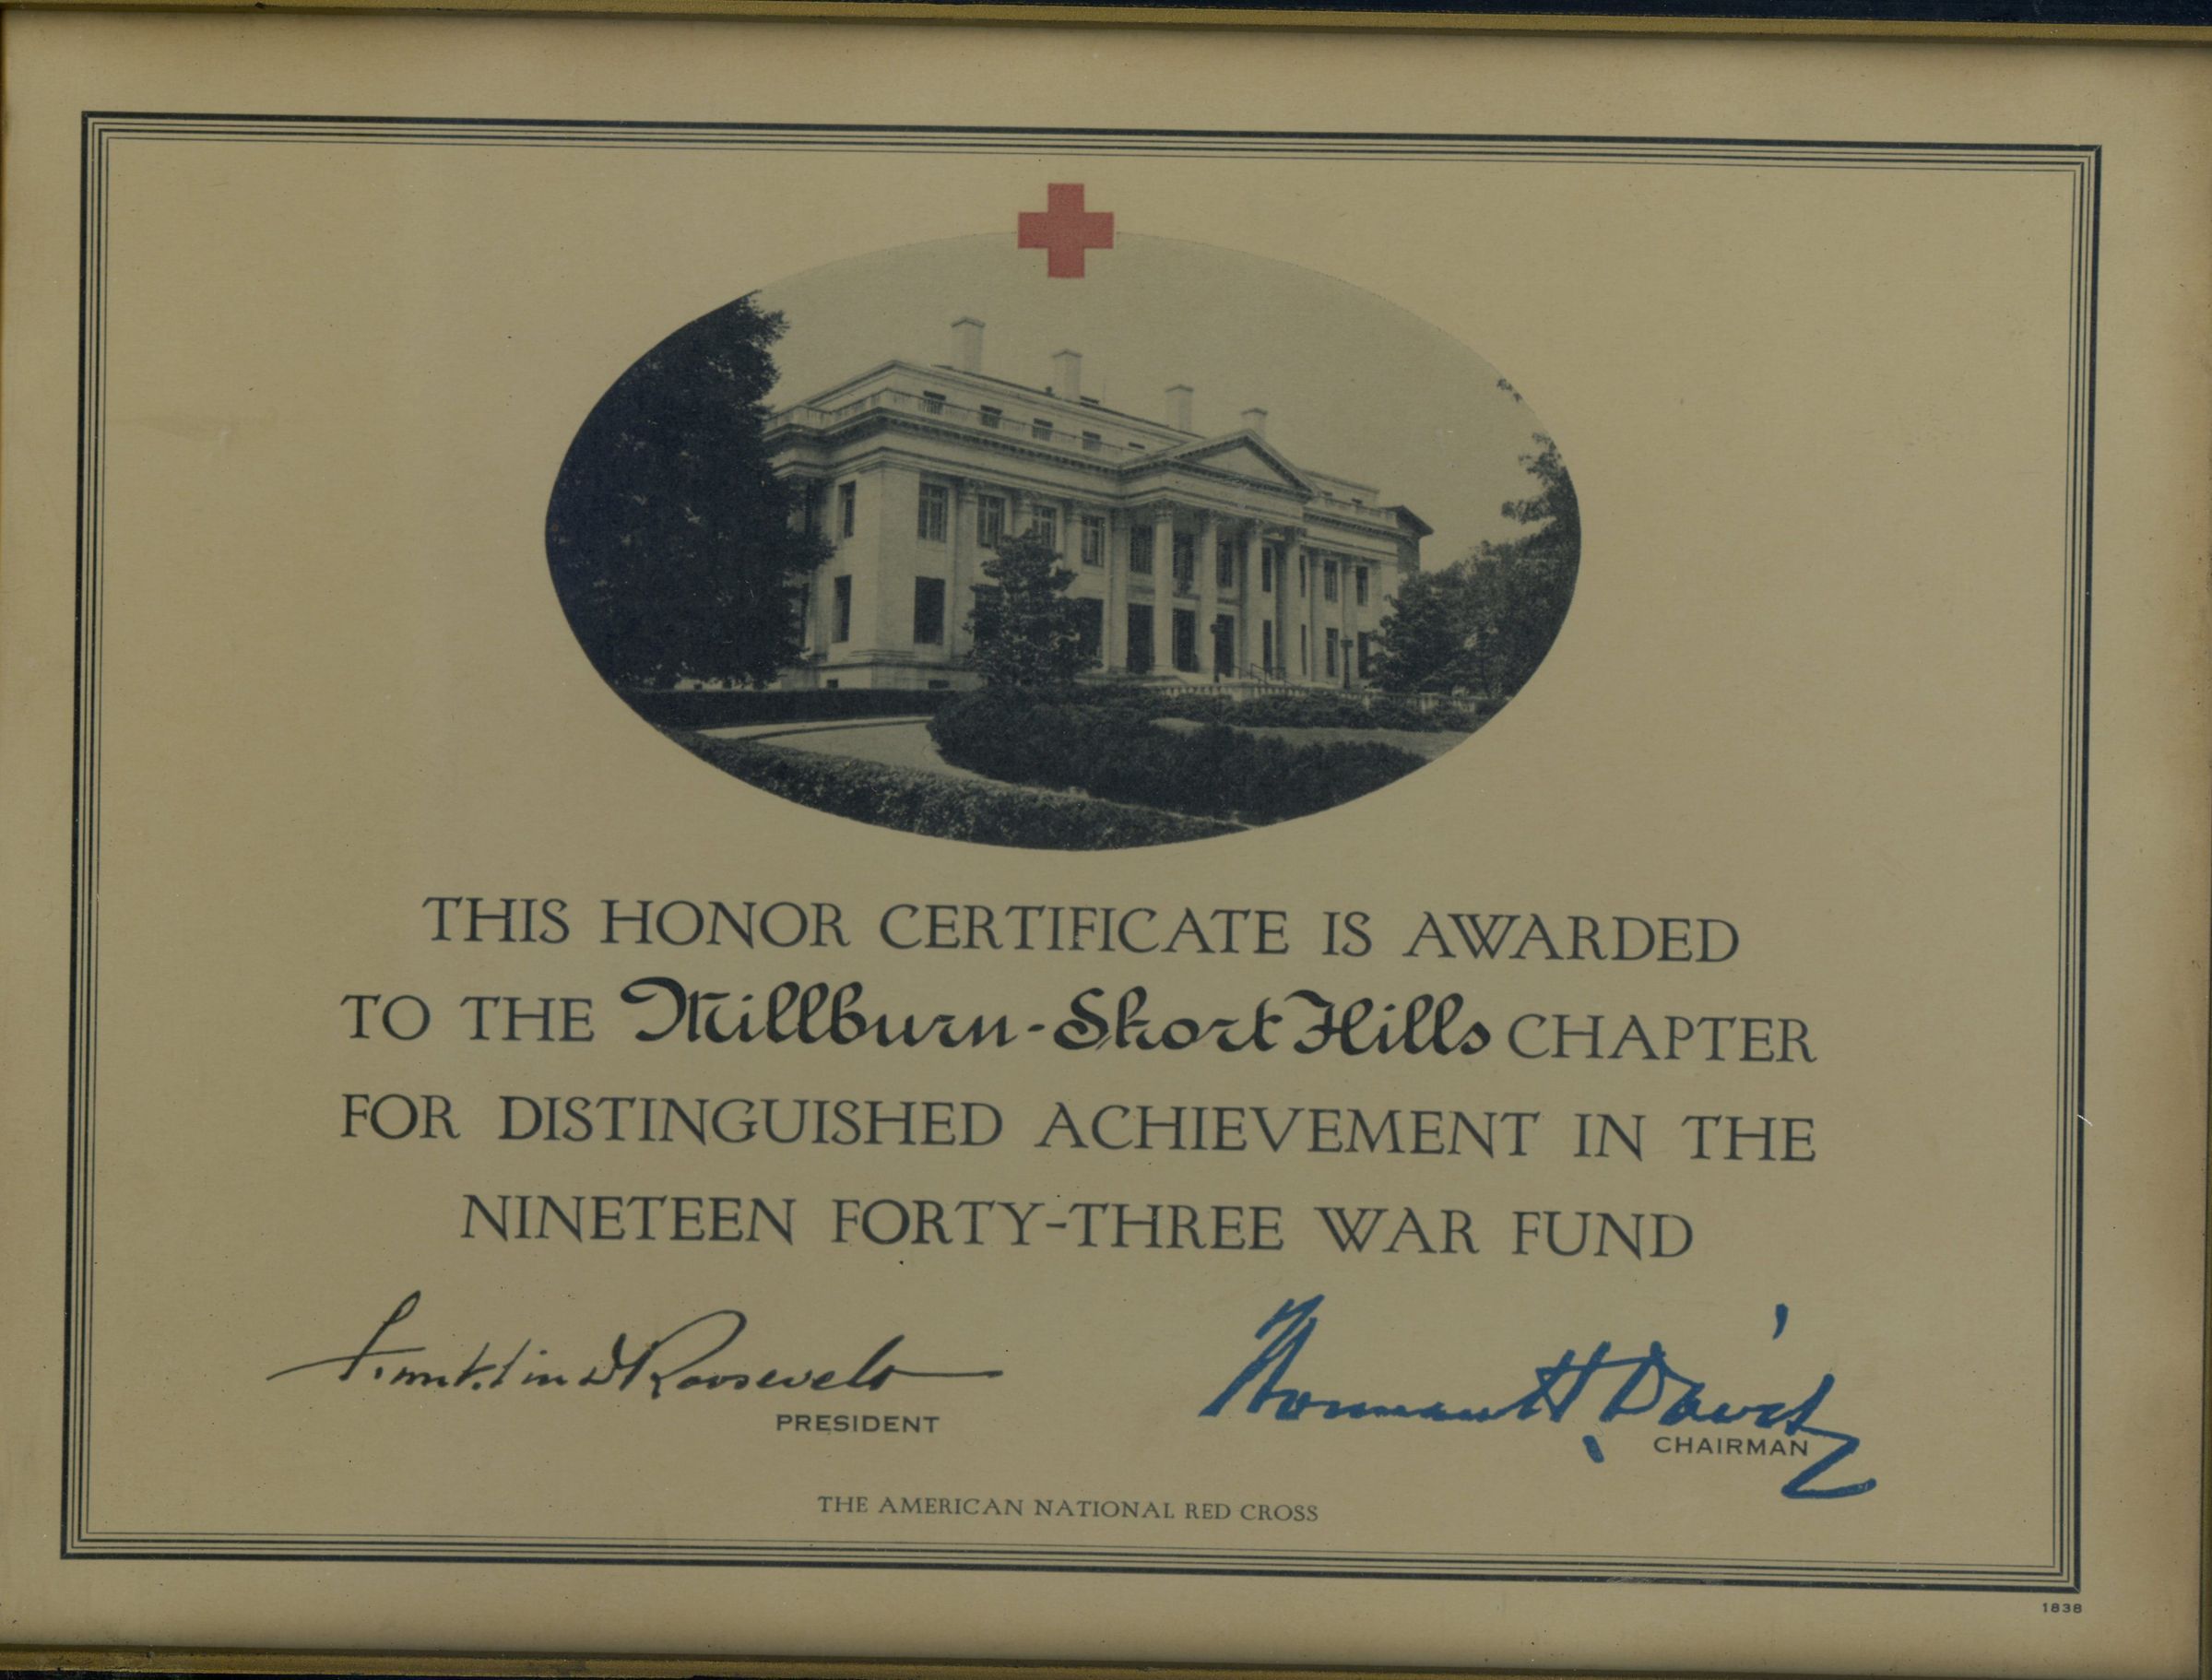 THIS HONOR CERTIFICATE IS AWARDED
TO THE Millburn-Short Hills CHAPTER
FOR DISTINGUISHED ACHIEVEMENT IN THE
NINETEEN FORTY-THREE WAR FUND
Franklin D Roosevelt
PRESIDENT
Norman H. Davis
CHAIRMAN
THE AMERICAN NATIONAL RED CROSS
1838